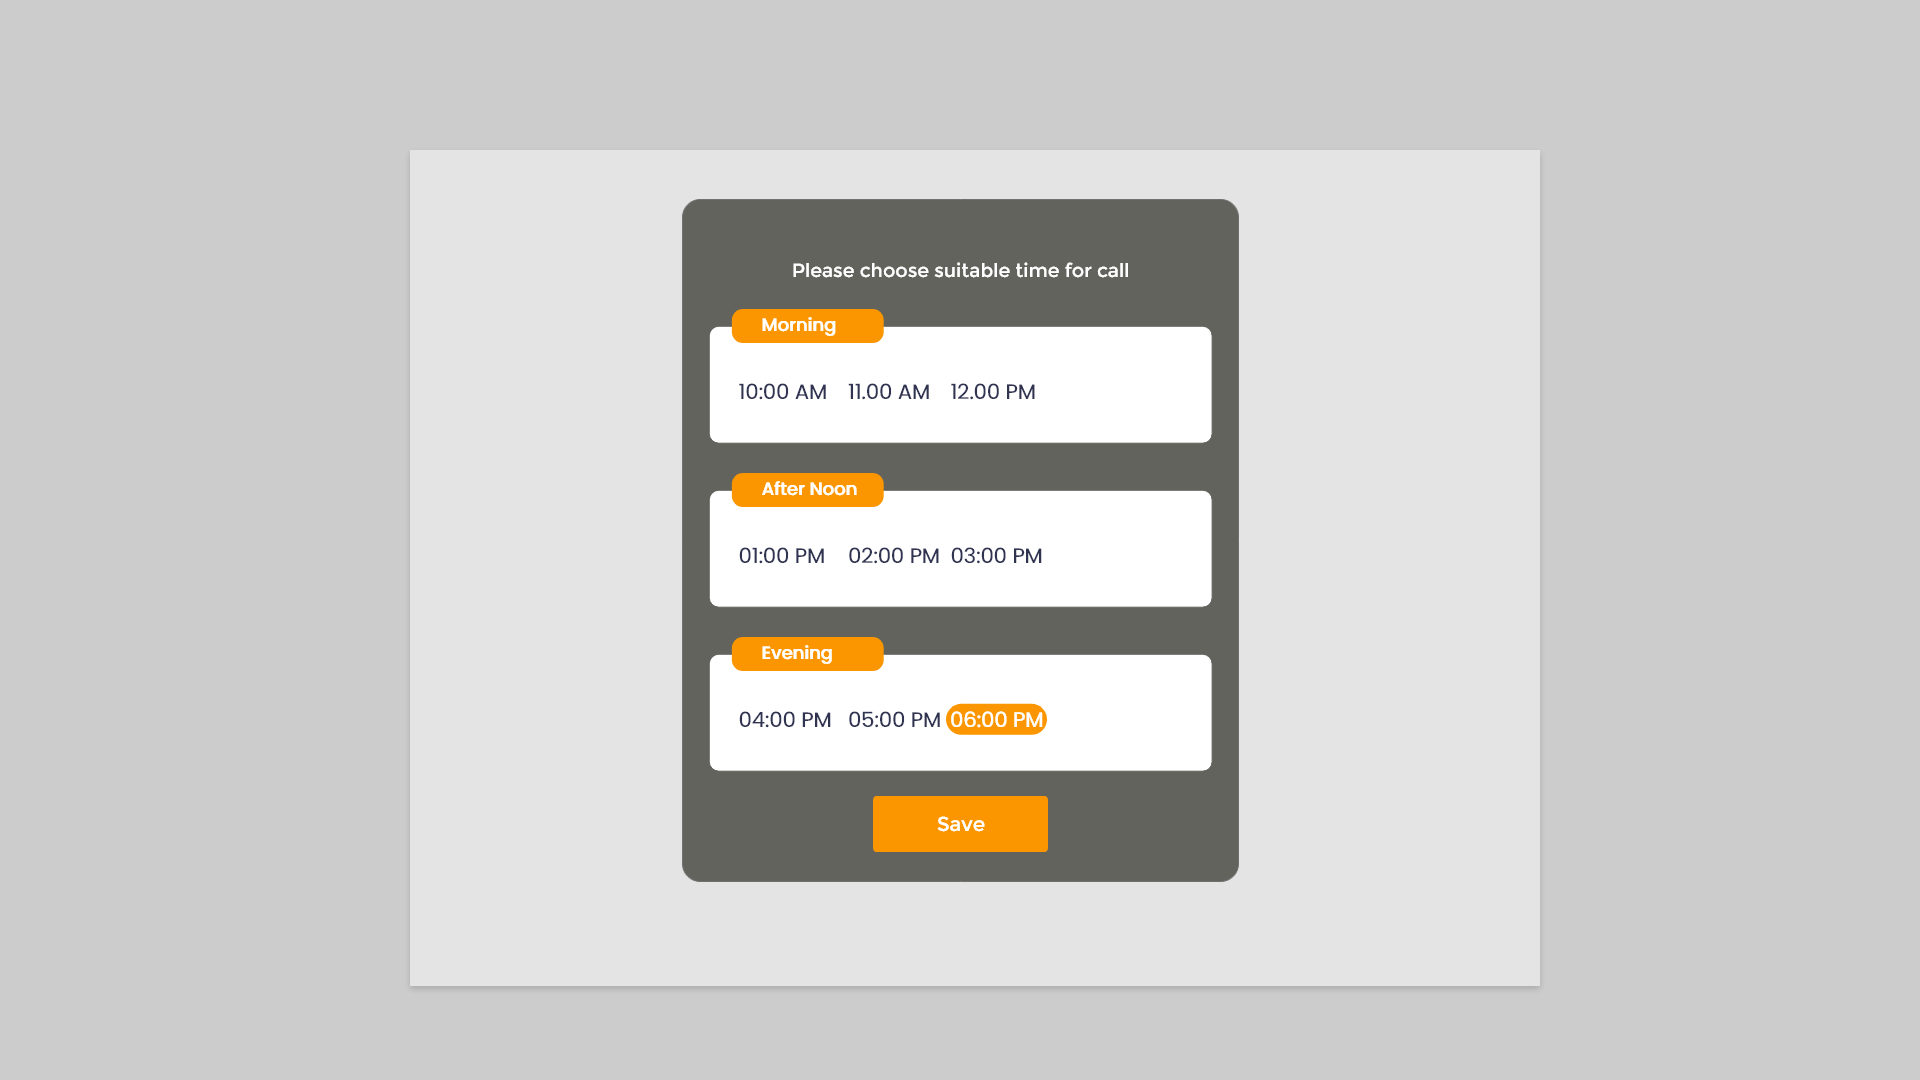 Please choose suitable time for call
Morning
10:00 AM 11.00 AM 12.00 PM
After Noon
01:00 PM 02:00 PM 03:00 PM
Evening
04:00 PM 05:00 PM 06:00 PM
Save